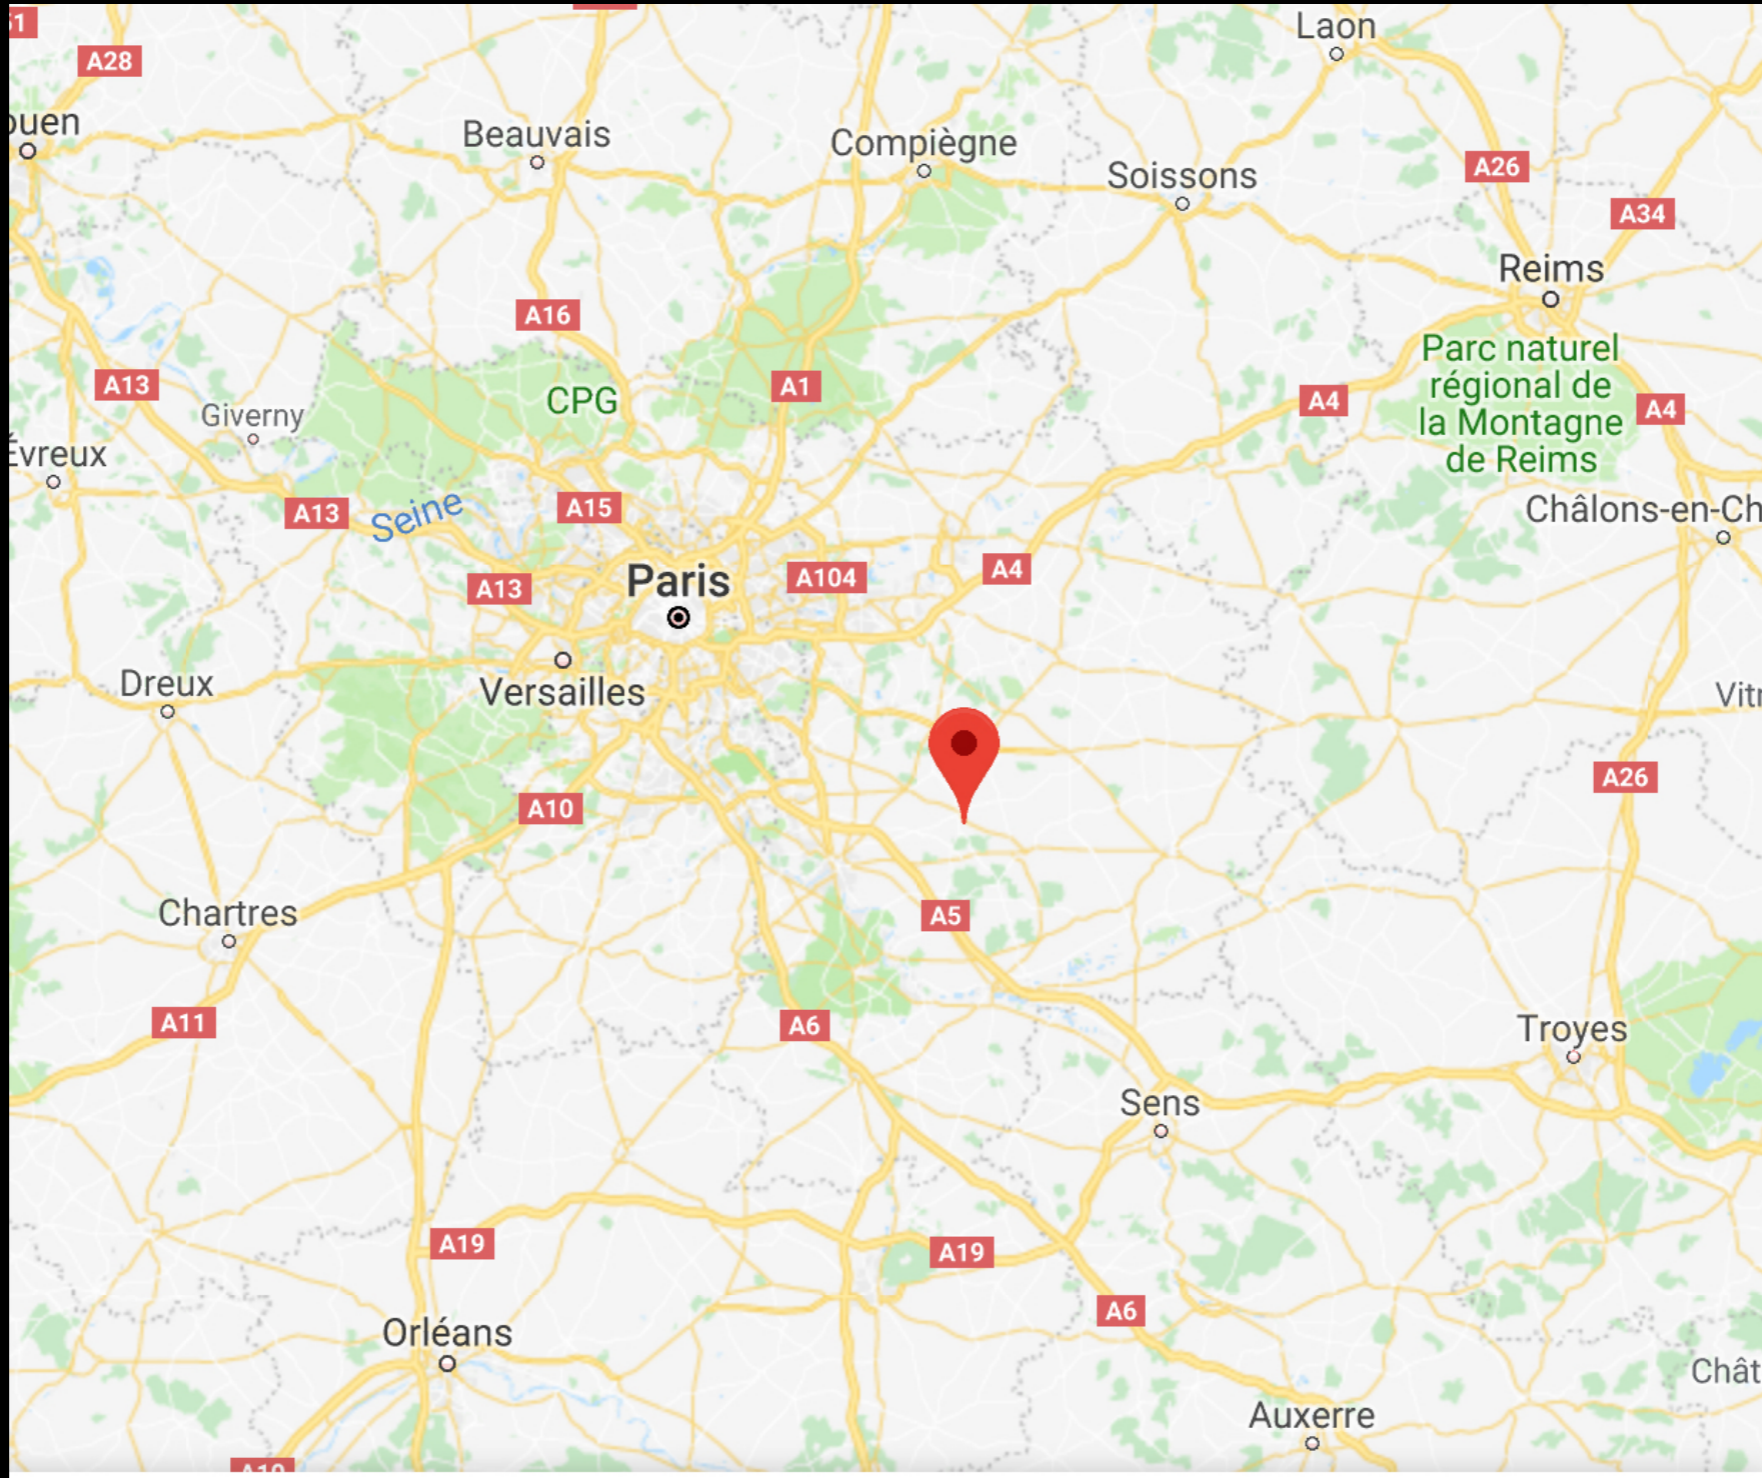 51
A28
Laon
ouen
Beauvais
Compiègne
Soissons
A26
A34
Reims
A16
Parc naturel
régional de
la Montagne
de Reims
A13
CPG
A1
A4
A4
Giverny
Évreux
A13
Seine
A15
Châlons-en-Ch
Paris
A13
A104
A4
Dreux
Versailles
Vitr
A26
A10
Chartres
A5
A11
A6
Troyes
Sens
A19
A19
A6
Orléans
Chât
Auxerre